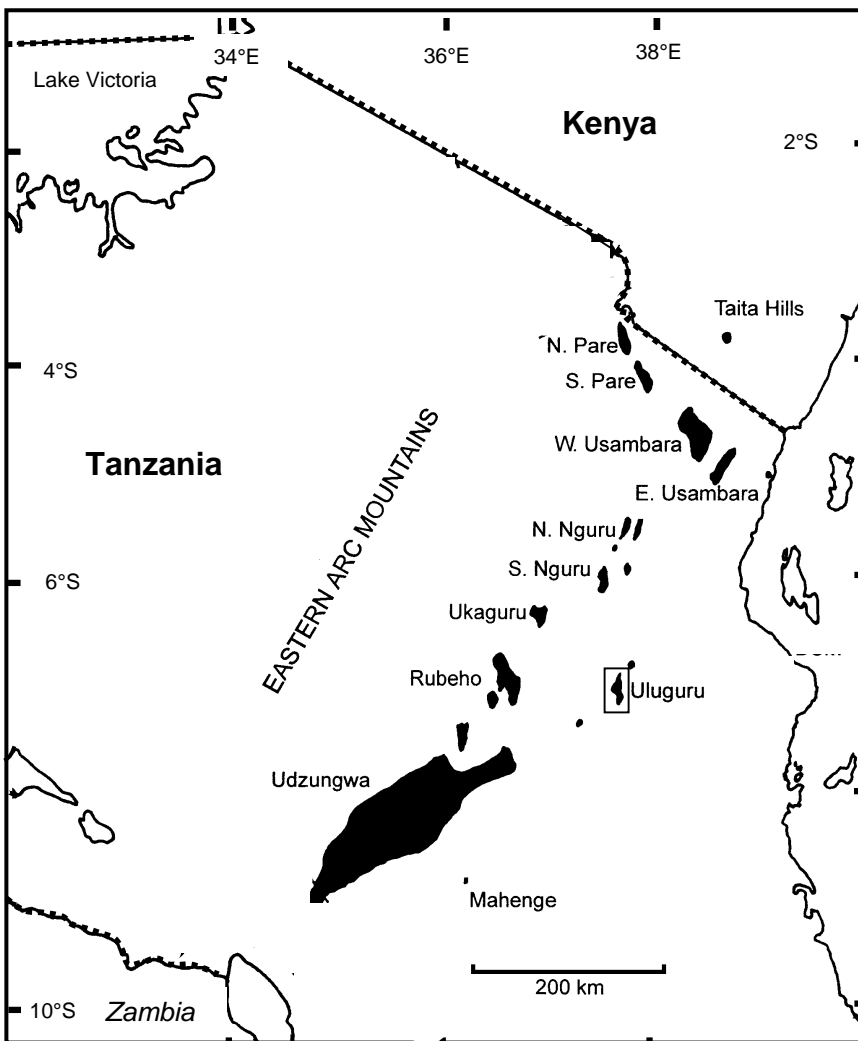 34°E
36°E
38°E
Lake Victoria
Kenya
2°S
Taita Hills
N. Pare
4°S
S. Pare
EASTERN ARC MOUNTAINS
W. Usambara
Tanzania
E. Usambara
N. Nguru
S. Nguru
6°S
Ukaguru
Rubeho
Uluguru
Udzungwa
Mahenge
200 km
10°S
Zambia